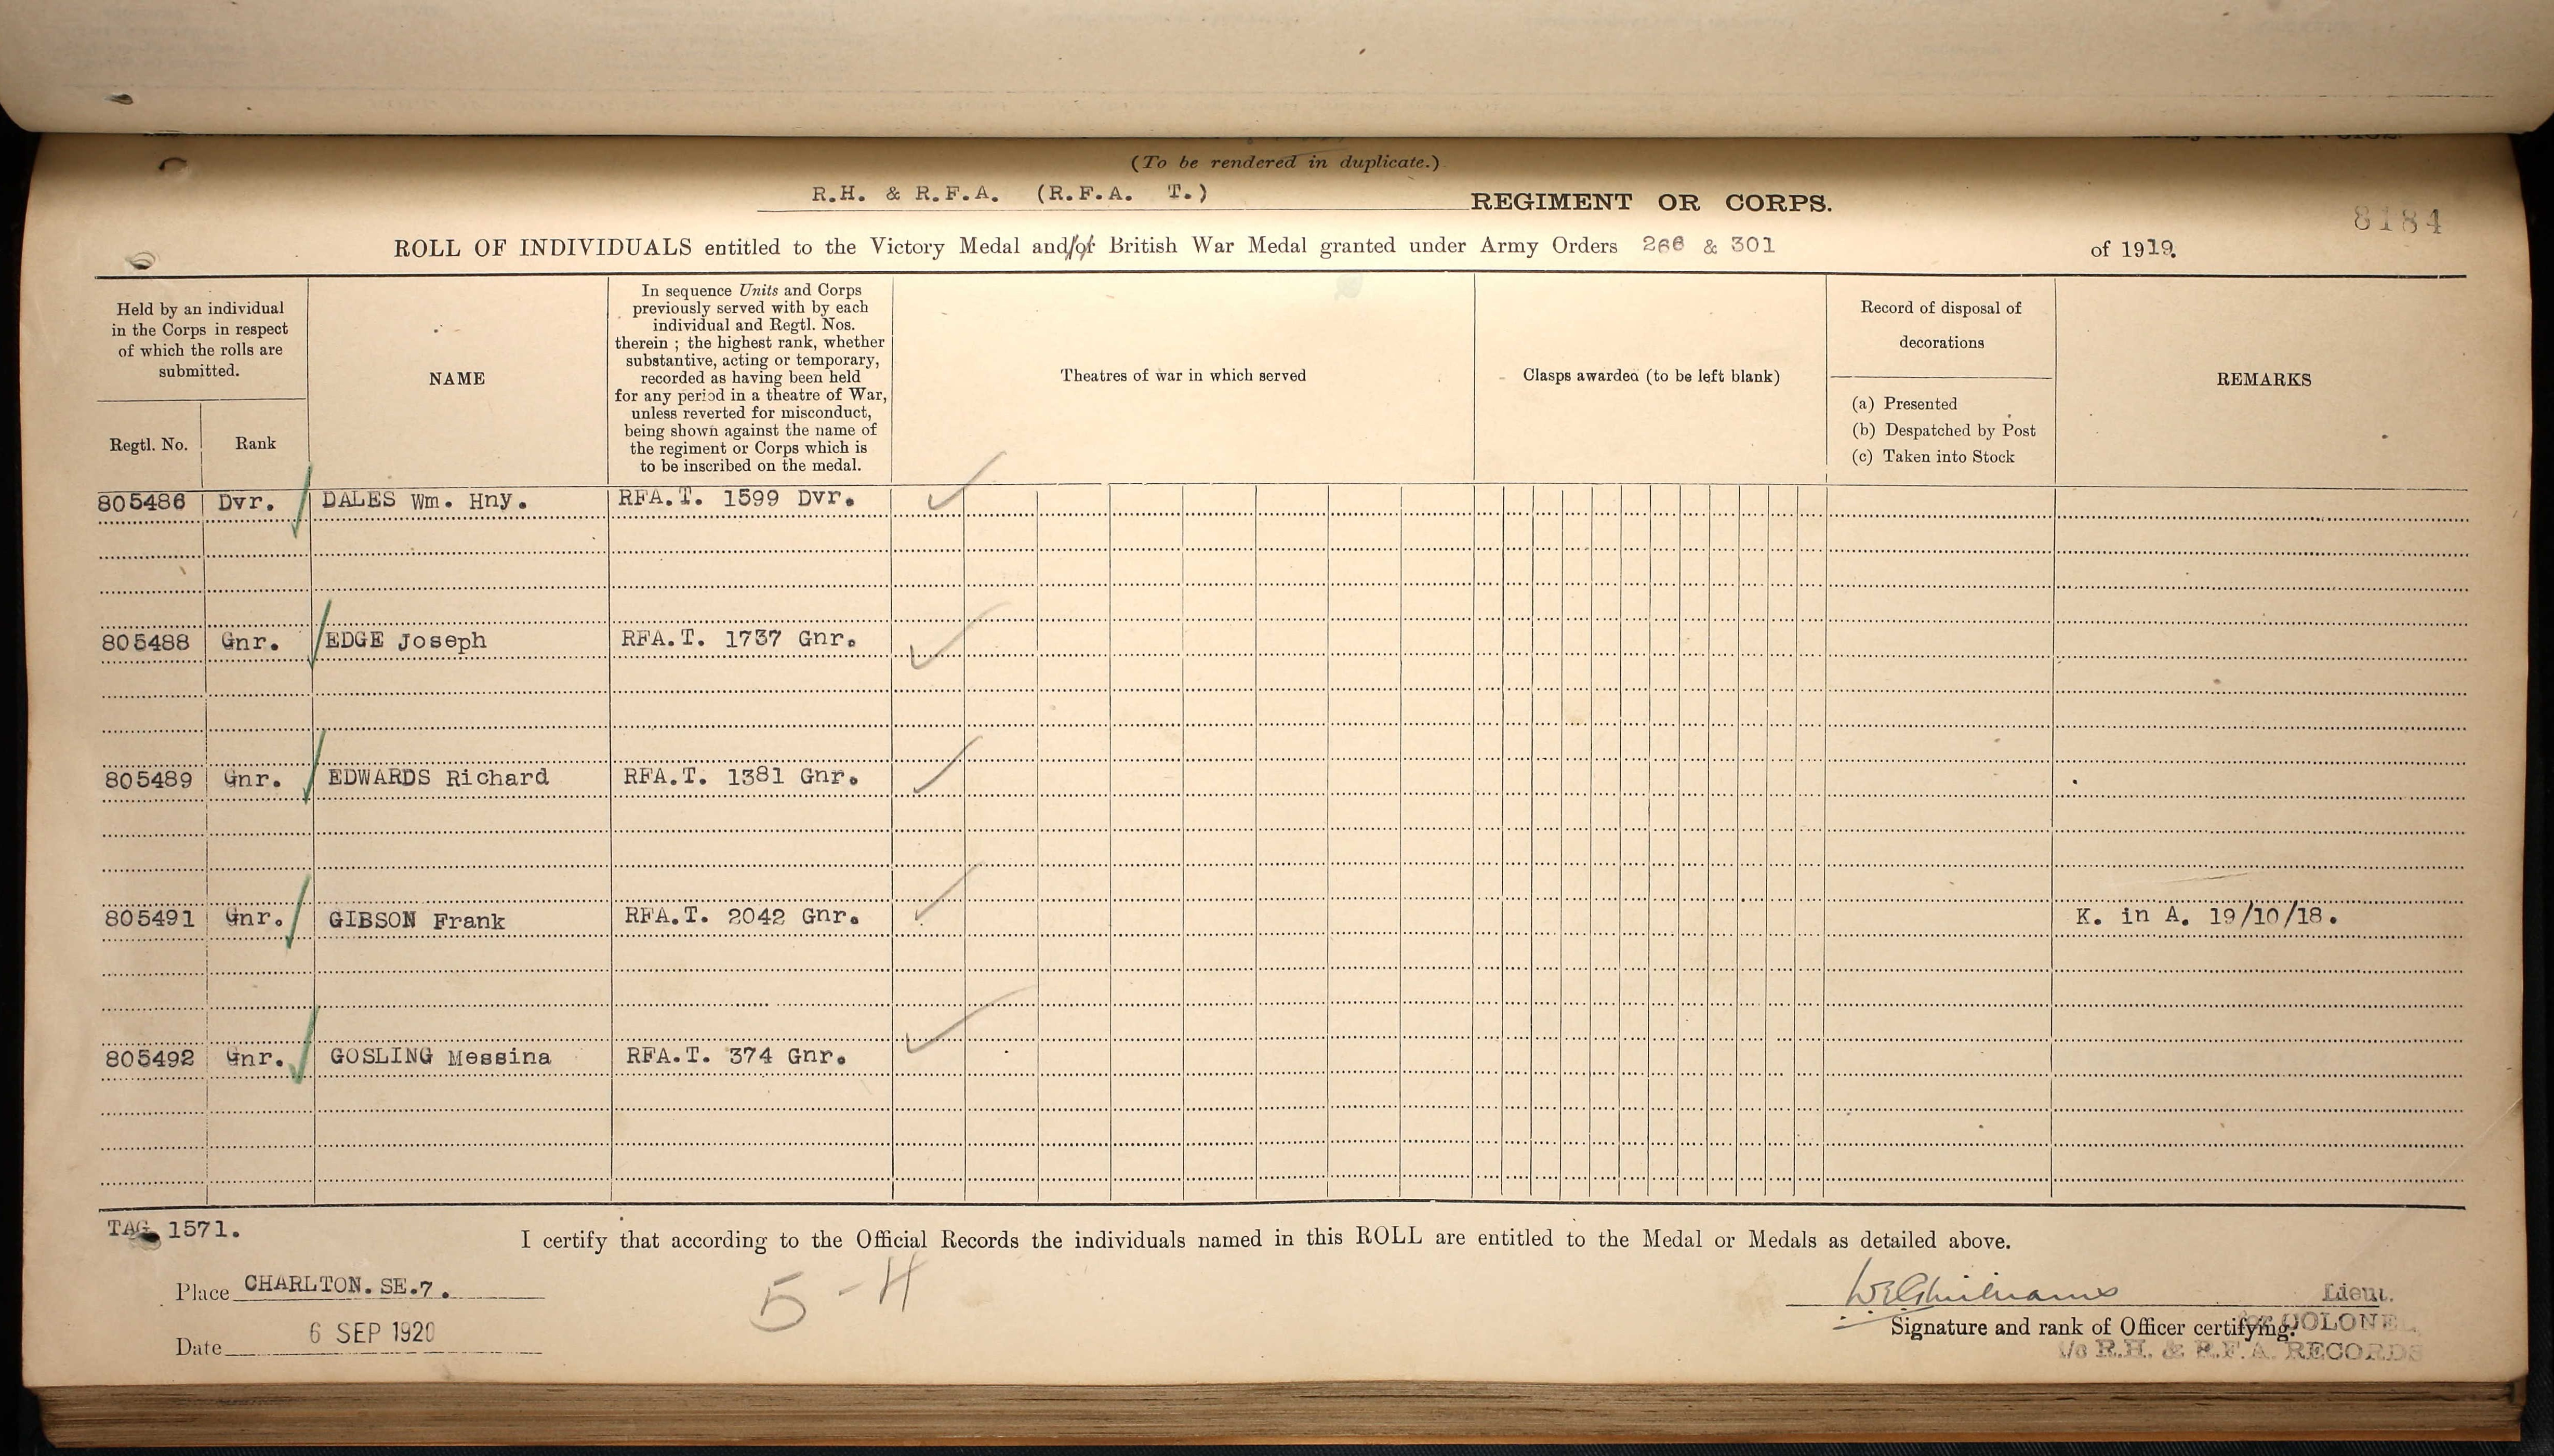 (To be rendered in duplicate.)
R.H. & R.F.A. (R.F.A. T.) REGIMENT OR CORPS.
8184
ROLL OF INDIVIDUALS entitled to the Victory Medal and/or British War Medal granted under Army Orders 266 & 301 of 1919.
Held by an individual
in the Corps in respect
of which the rolls are
submitted.
Regtl. No.
Rank
NAME
In sequence Units and Corps
previously served with by each
individual and Regtl. Nos.
therein ; the highest rank, whether
substantive, acting or temporary,
recorded as having been held
for any period in a theatre of War,
unless reverted for misconduct,
being shown against the name of
the regiment or Corps which is
to be inscribed on the medal.
Theatres of war in which served
Clasps awarded (to be left blank)
Record of disposal of
decorations
(a) Presented
(b) Despatched by Post
(c) Taken into Stock
REMARKS
805486 Dvr. DALES Wm. Hny. RFA.T. 1599 Dvr.
805488 Gnr. EDGE Joseph RFA.T. 1737 Gnr.
805489 Gnr. EDWARDS Richard RFA.T. 1381 Gnr.
805491 Gnr. GIBSON Frank RFA.T. 2042 Gnr. K. in A. 19/10/18.
805492 Gnr. GOSLING Messina RFA.T. 374 Gnr.
TAG 1571.
I certify that according to the Official Records the individuals named in this ROLL are entitled to the Medal or Medals as detailed above.
Place CHARLTON. SE.7.
5 - H
Lieut.
Date 6 SEP 1920
Signature and rank of Officer certifying.
COLONEL
i/c R.H. & R.F.A. RECORDS